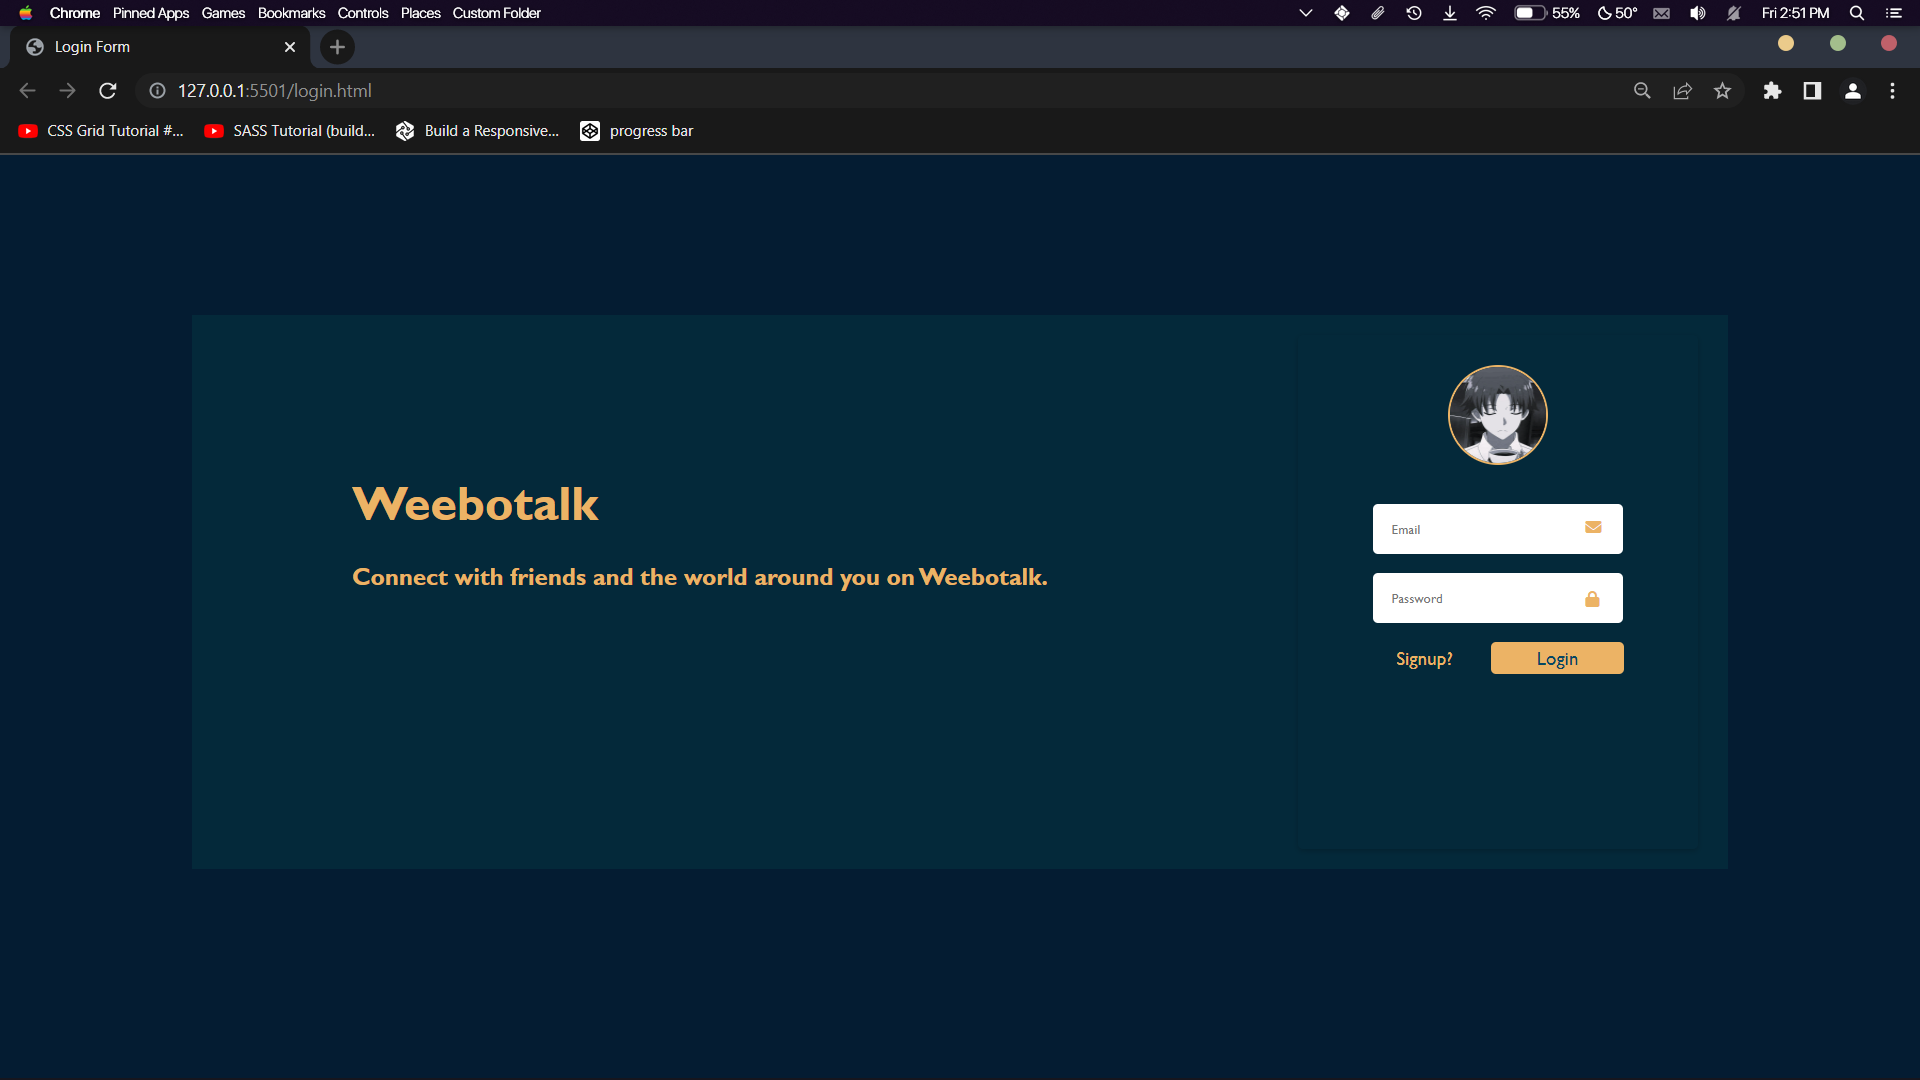 Chrome Pinned Apps Games Bookmarks Controls Places Custom Folder 55% 50° Fri 2:51 PM
Login Form
127.0.0.1:5501/login.html
CSS Grid Tutorial #... SASS Tutorial (build... Build a Responsive... progress bar
Weebotalk
Connect with friends and the world around you on Weebotalk.
Email
Password
Signup? Login